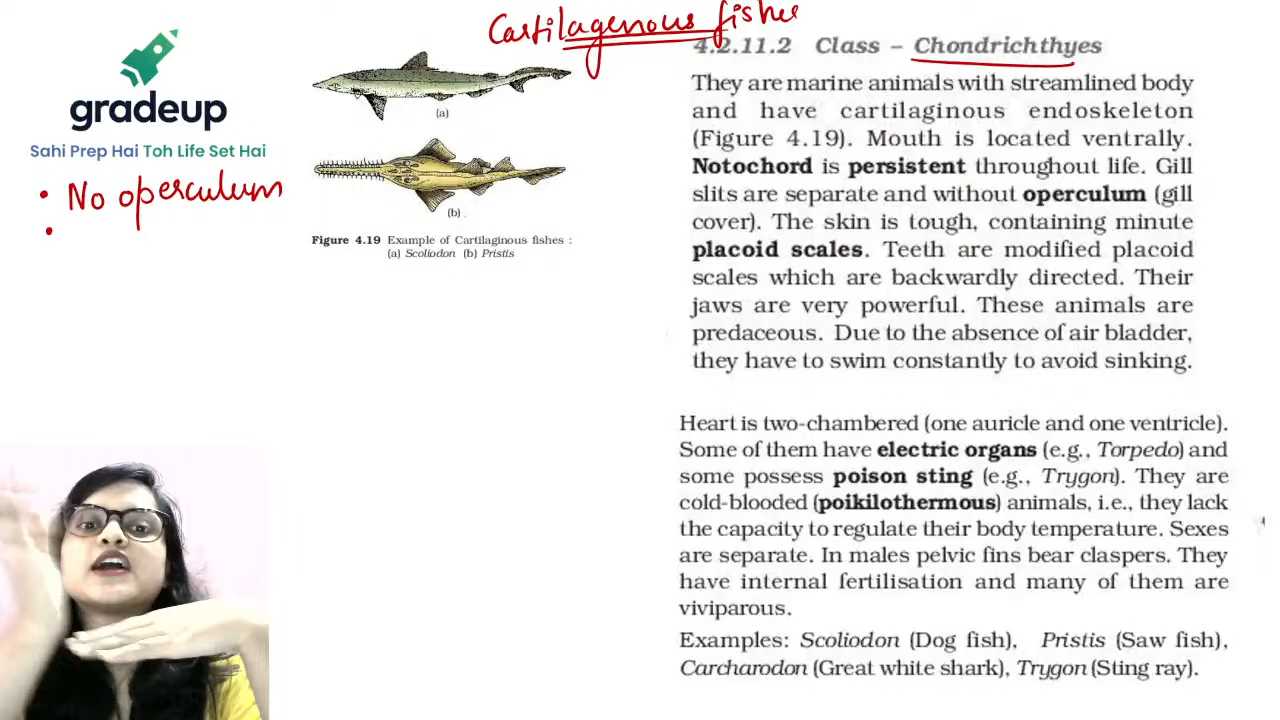 Cartilagenous fishes
gradeup
Sahi Prep Hai Toh Life Set Hai
• No operculum
•
(a)
(b)
Figure 4.19 Example of Cartilaginous fishes :
(a) Scoliodon (b) Pristis
4.2.11.2 Class – Chondrichthyes
They are marine animals with streamlined body
and have cartilaginous endoskeleton
(Figure 4.19). Mouth is located ventrally.
Notochord is persistent throughout life. Gill
slits are separate and without operculum (gill
cover). The skin is tough, containing minute
placoid scales. Teeth are modified placoid
scales which are backwardly directed. Their
jaws are very powerful. These animals are
predaceous. Due to the absence of air bladder,
they have to swim constantly to avoid sinking.
Heart is two-chambered (one auricle and one ventricle).
Some of them have electric organs (e.g., Torpedo) and
some possess poison sting (e.g., Trygon). They are
cold-blooded (poikilothermous) animals, i.e., they lack
the capacity to regulate their body temperature. Sexes
are separate. In males pelvic fins bear claspers. They
have internal fertilisation and many of them are
viviparous.
Examples: Scoliodon (Dog fish), Pristis (Saw fish),
Carcharodon (Great white shark), Trygon (Sting ray).